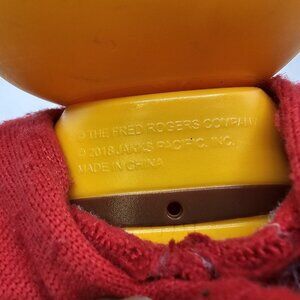 © THE FRED ROGERS COMPANY
© 2018 JAKKS PACIFIC, INC.
MADE IN CHINA